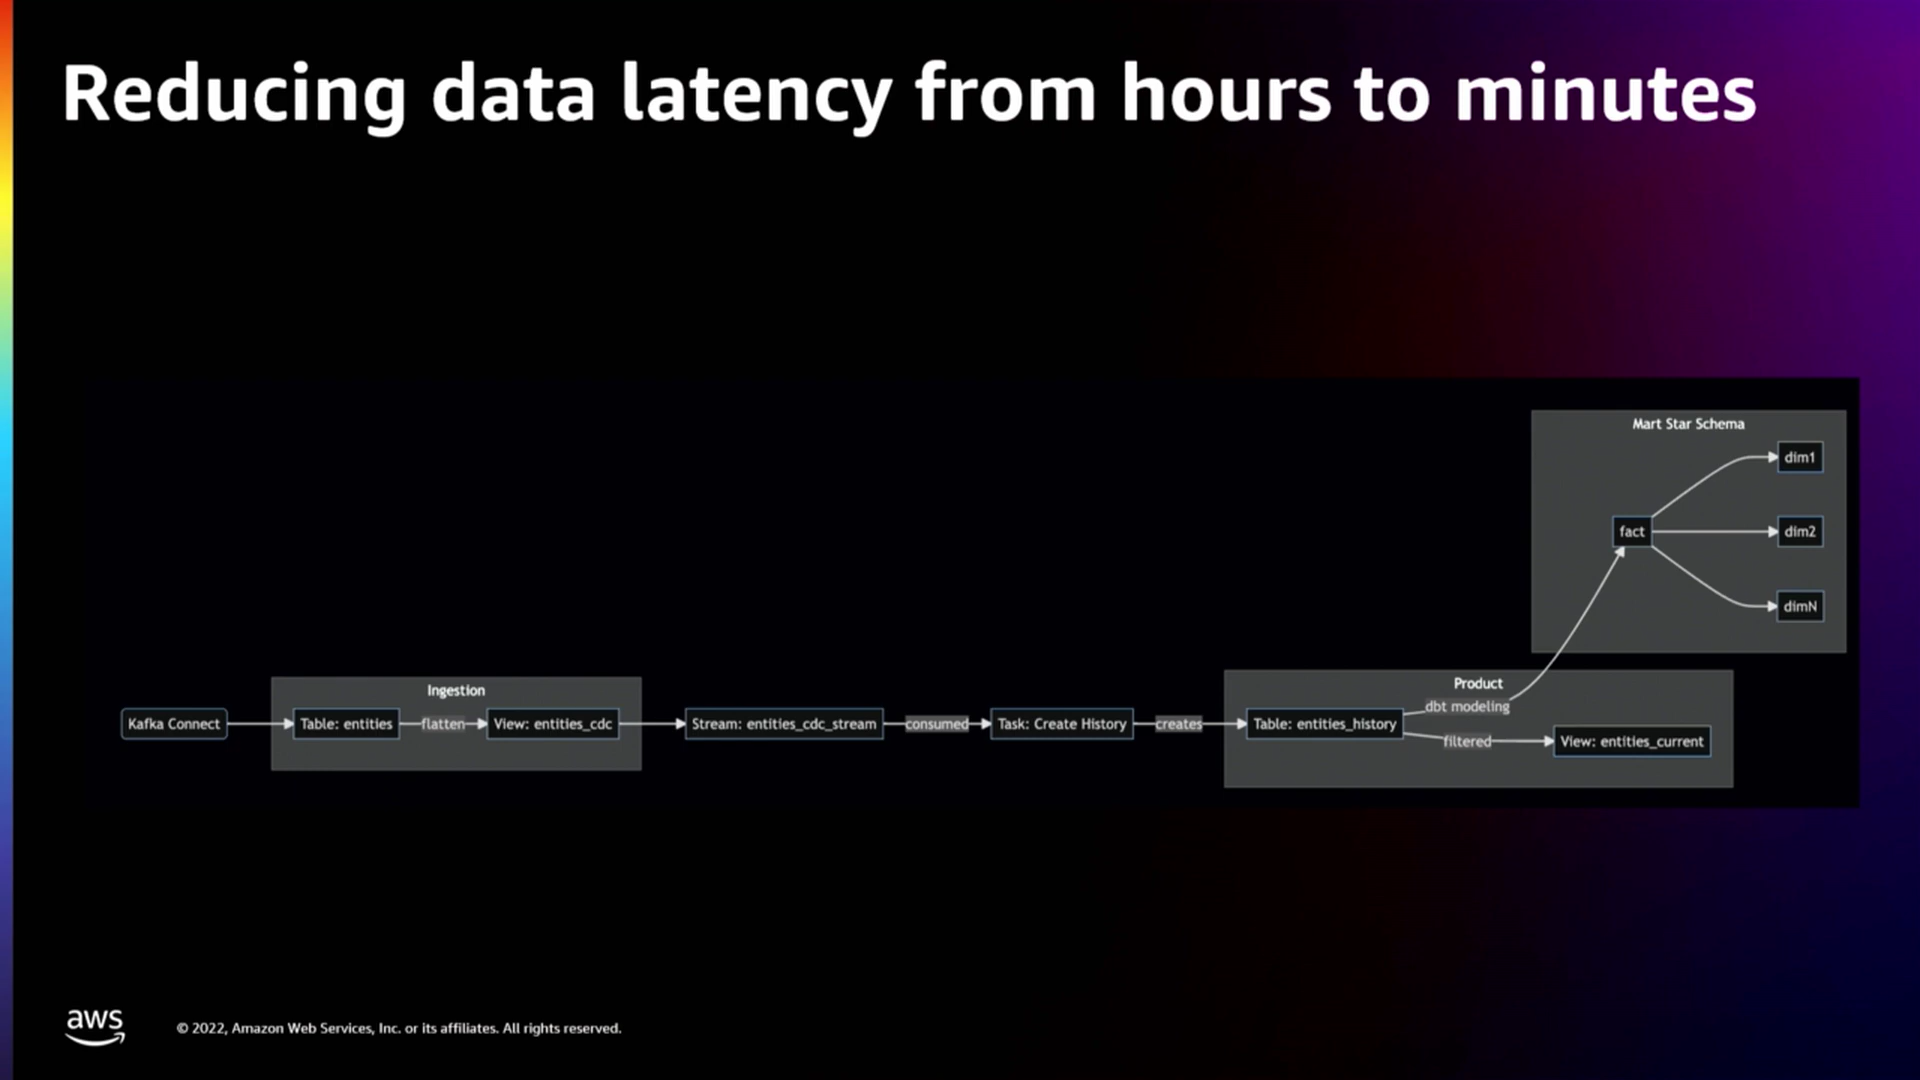 Reducing data latency from hours to minutes
Mart Star Schema
dim1
fact
dim2
dimN
Ingestion
Product
Kafka Connect
Table: entities
flatten
View: entities_cdc
Stream: entities_cdc_stream
consumed
Task: Create History
creates
Table: entities_history
dbt modeling
filtered
View: entities_current
aws
© 2022, Amazon Web Services, Inc. or its affiliates. All rights reserved.